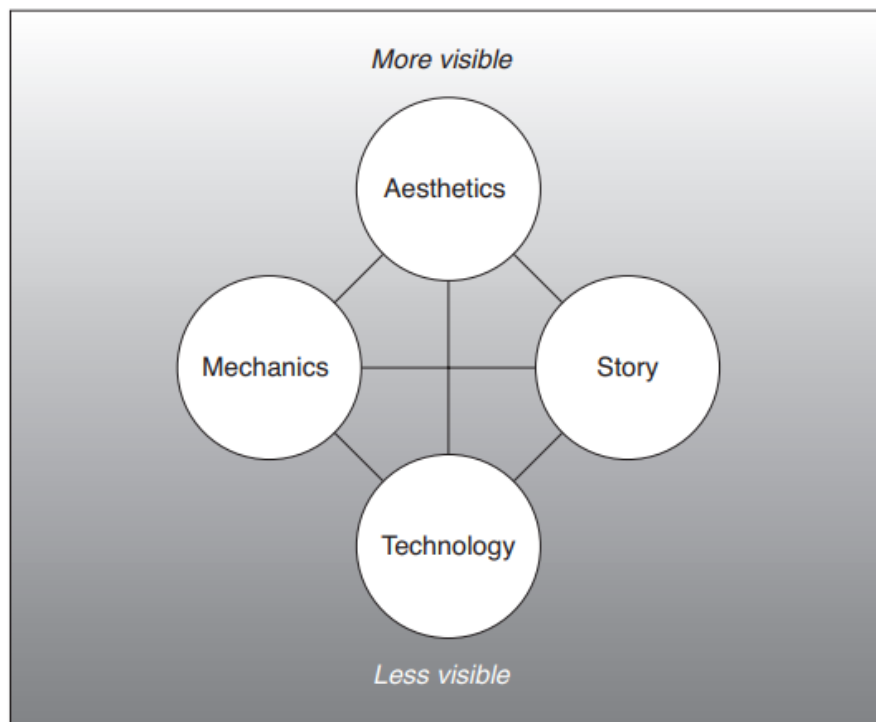 More visible
Aesthetics
Mechanics
Story
Technology
Less visible